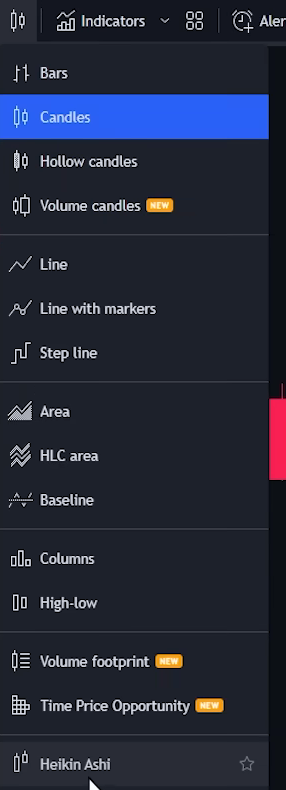 Indicators Aler
Bars
Candles
Hollow candles
Volume candles NEW
Line
Line with markers
Step line
Area
HLC area
Baseline
Columns
High-low
Volume footprint NEW
Time Price Opportunity NEW
Heikin Ashi